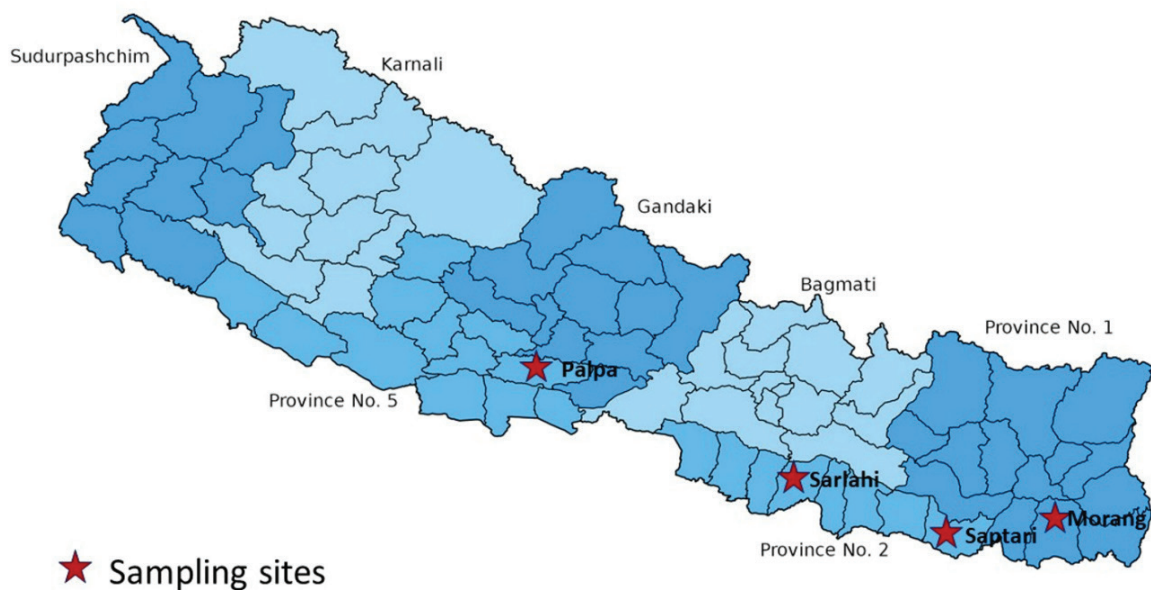 Sudurpashchim
Karnali
Gandaki
Bagmati
Province No. 1
Palpa
Province No. 5
Sarlahi
Morang
Saptari
Province No. 2
Sampling sites